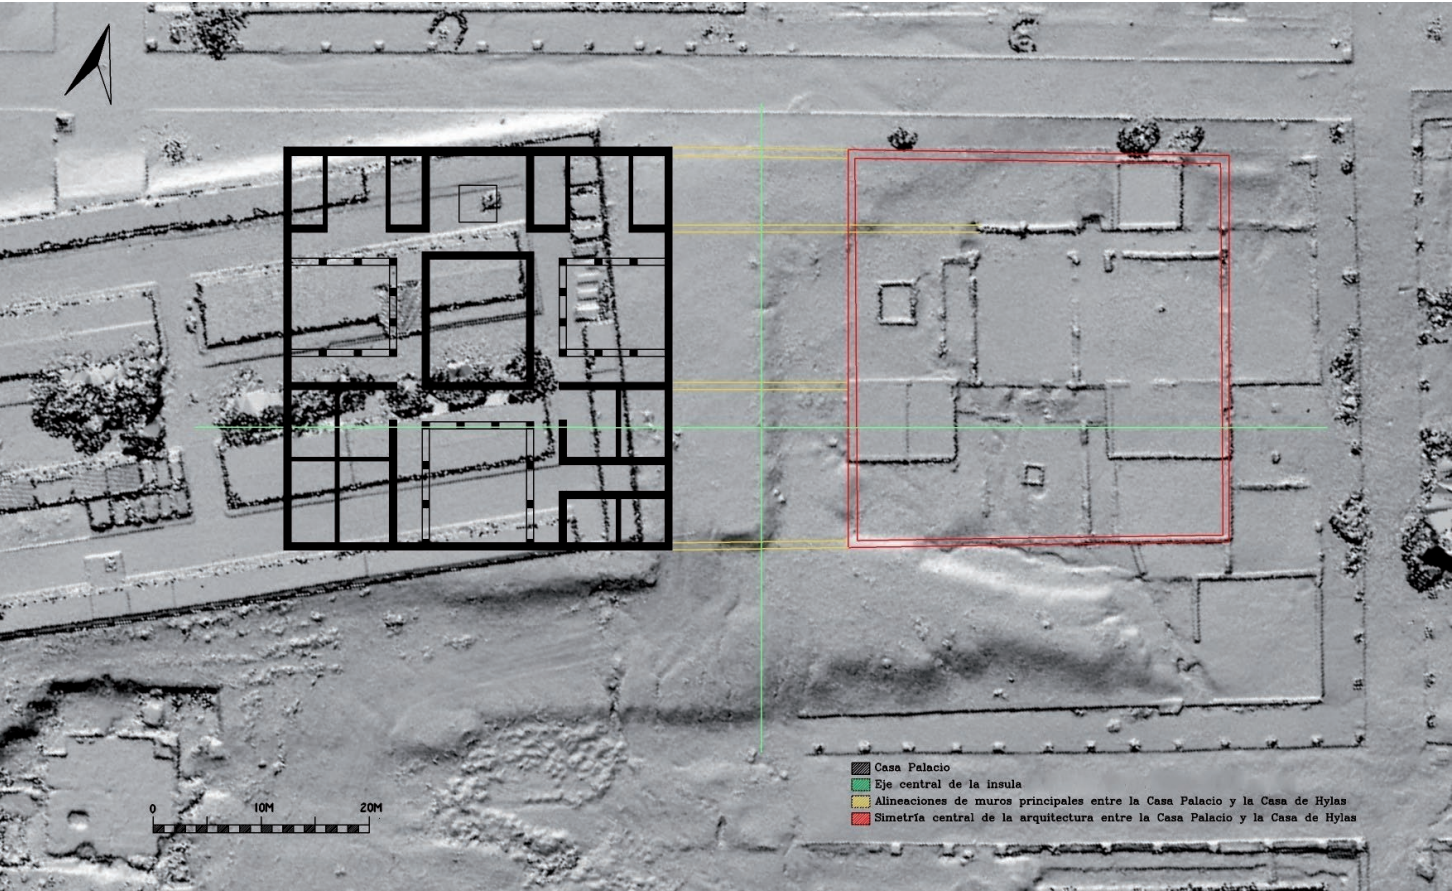 Casa Palacio
Eje central de la insula
Alineaciones de muros principales entre la Casa Palacio y la Casa de Hylas
Simetría central de la arquitectura entre la Casa Palacio y la Casa de Hylas
0 10M 20M